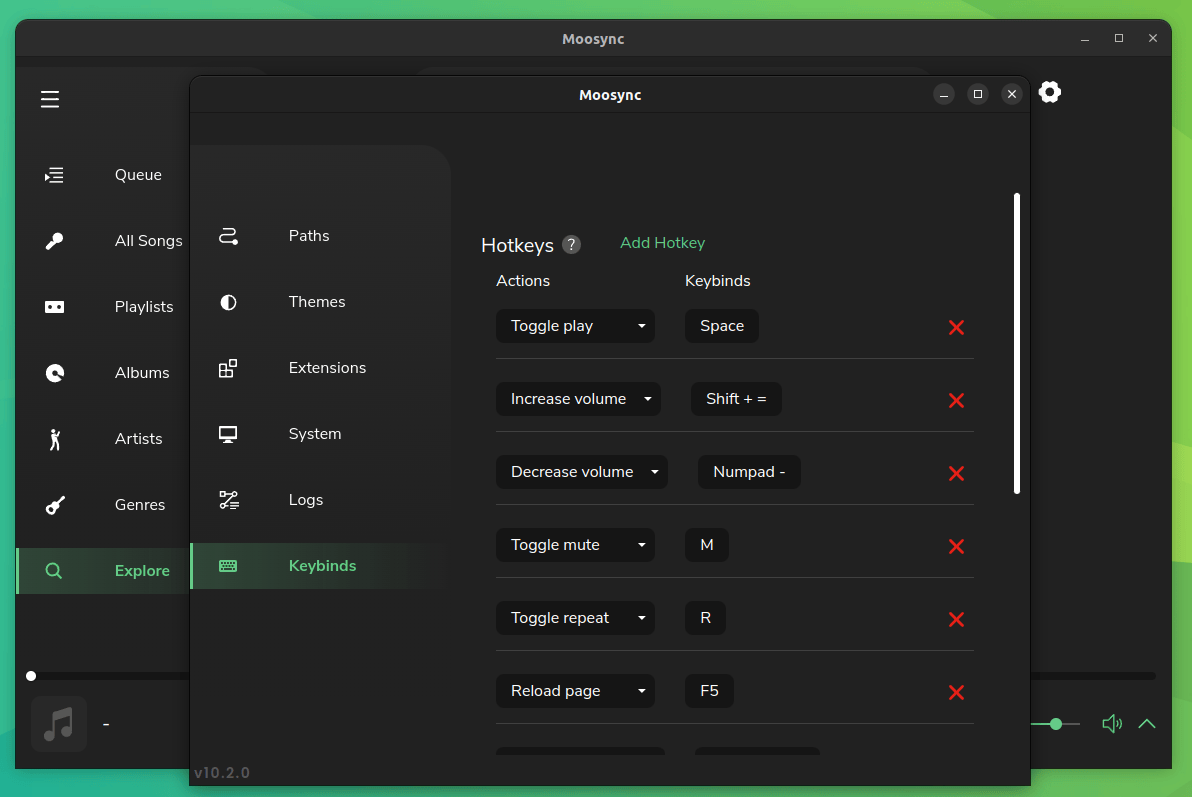 Moosync
Moosync
Queue
All Songs
Playlists
Albums
Artists
Genres
Explore
Paths
Themes
Extensions
System
Logs
Keybinds
Hotkeys ? Add Hotkey
Actions Keybinds
Toggle play Space
Increase volume Shift + =
Decrease volume Numpad -
Toggle mute M
Toggle repeat R
Reload page F5
-
v10.2.0